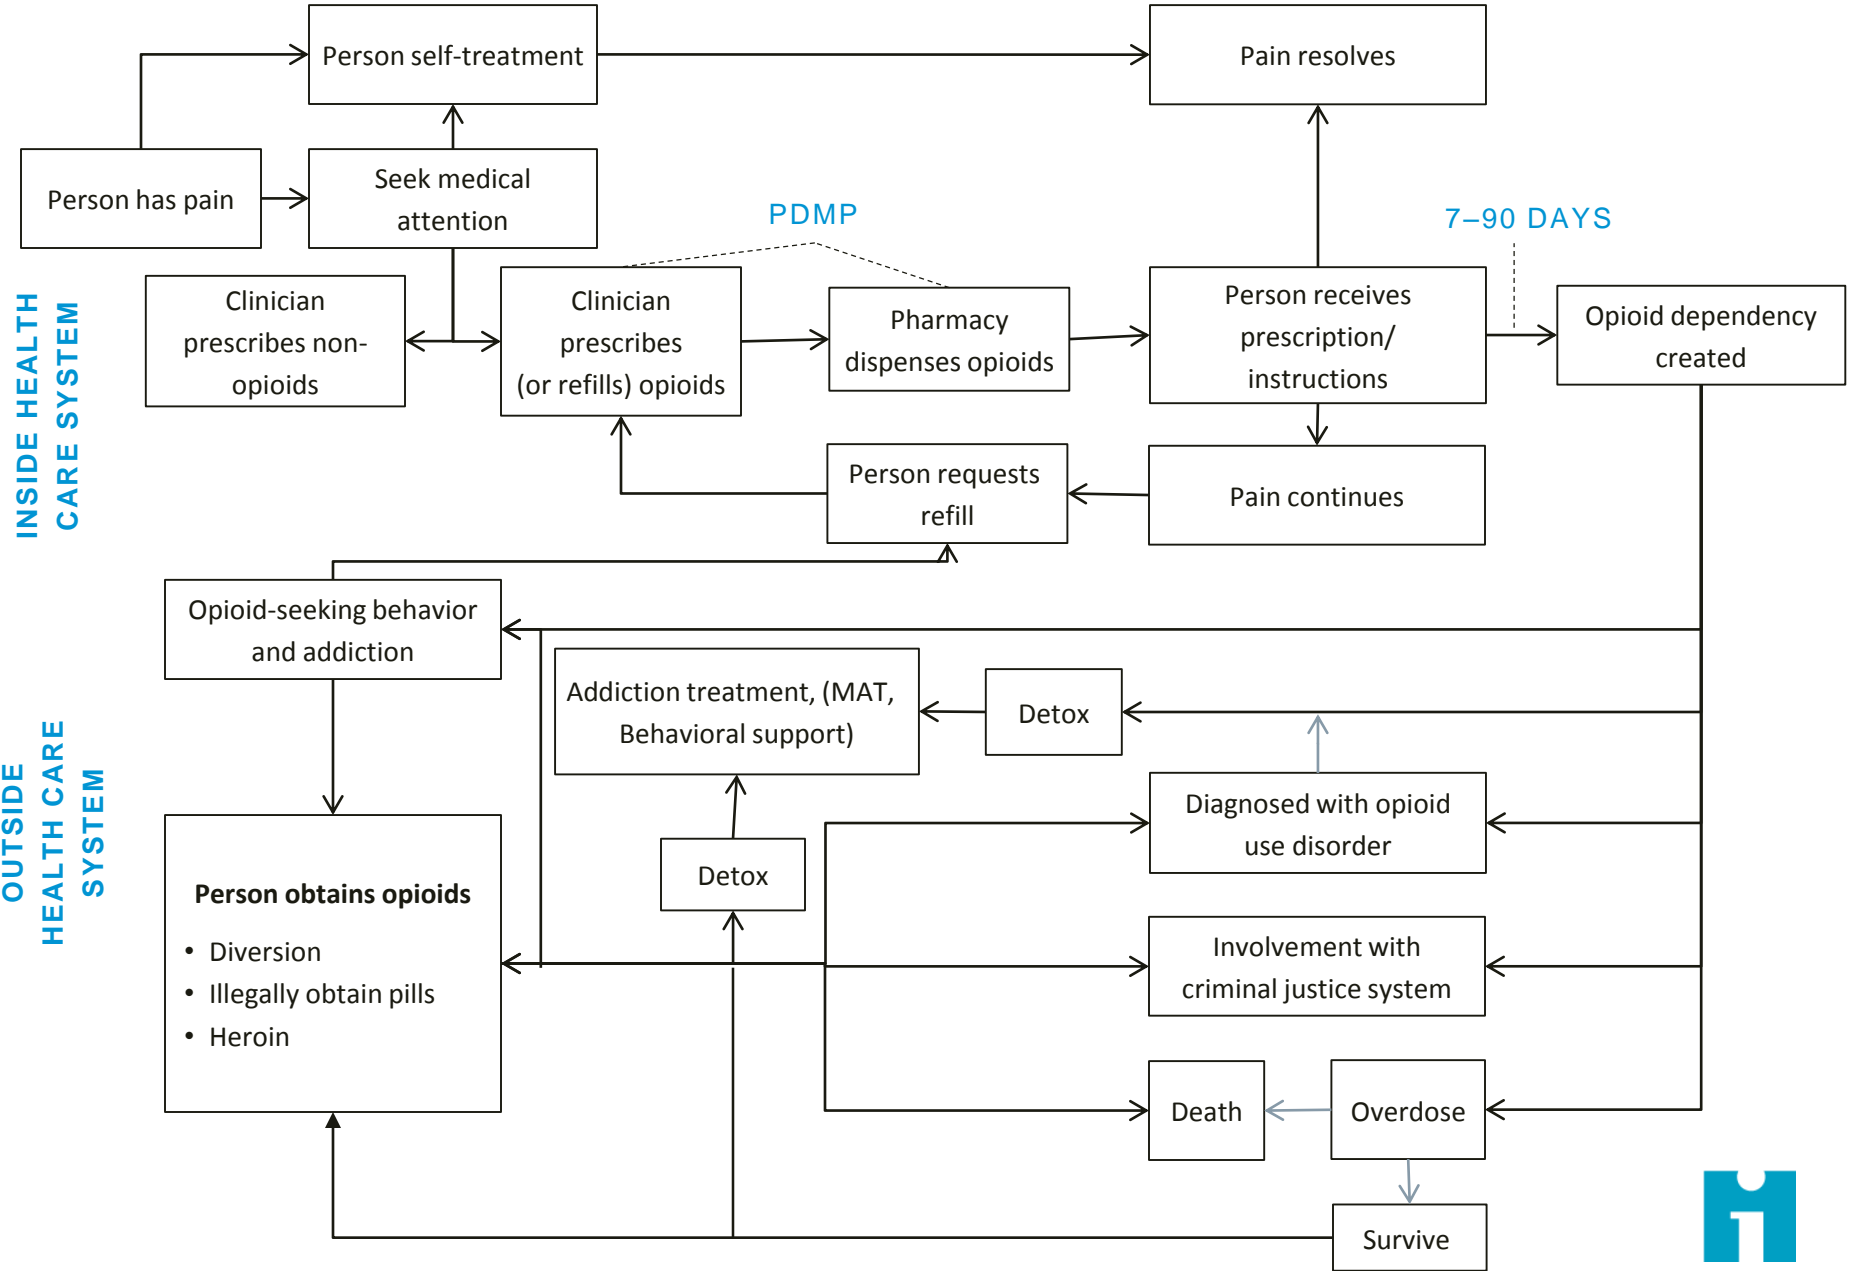 Person self-treatment
Pain resolves
Person has pain
Seek medical
attention
PDMP
7–90 DAYS
INSIDE HEALTH
CARE SYSTEM
Clinician
prescribes non-
opioids
Clinician
prescribes
(or refills) opioids
Pharmacy
dispenses opioids
Person receives
prescription/
instructions
Opioid dependency
created
Person requests
refill
Pain continues
Opioid-seeking behavior
and addiction
Addiction treatment, (MAT,
Behavioral support)
Detox
OUTSIDE
HEALTH CARE
SYSTEM
Diagnosed with opioid
use disorder
Detox
Person obtains opioids
• Diversion
• Illegally obtain pills
• Heroin
Involvement with
criminal justice system
Death
Overdose
Survive